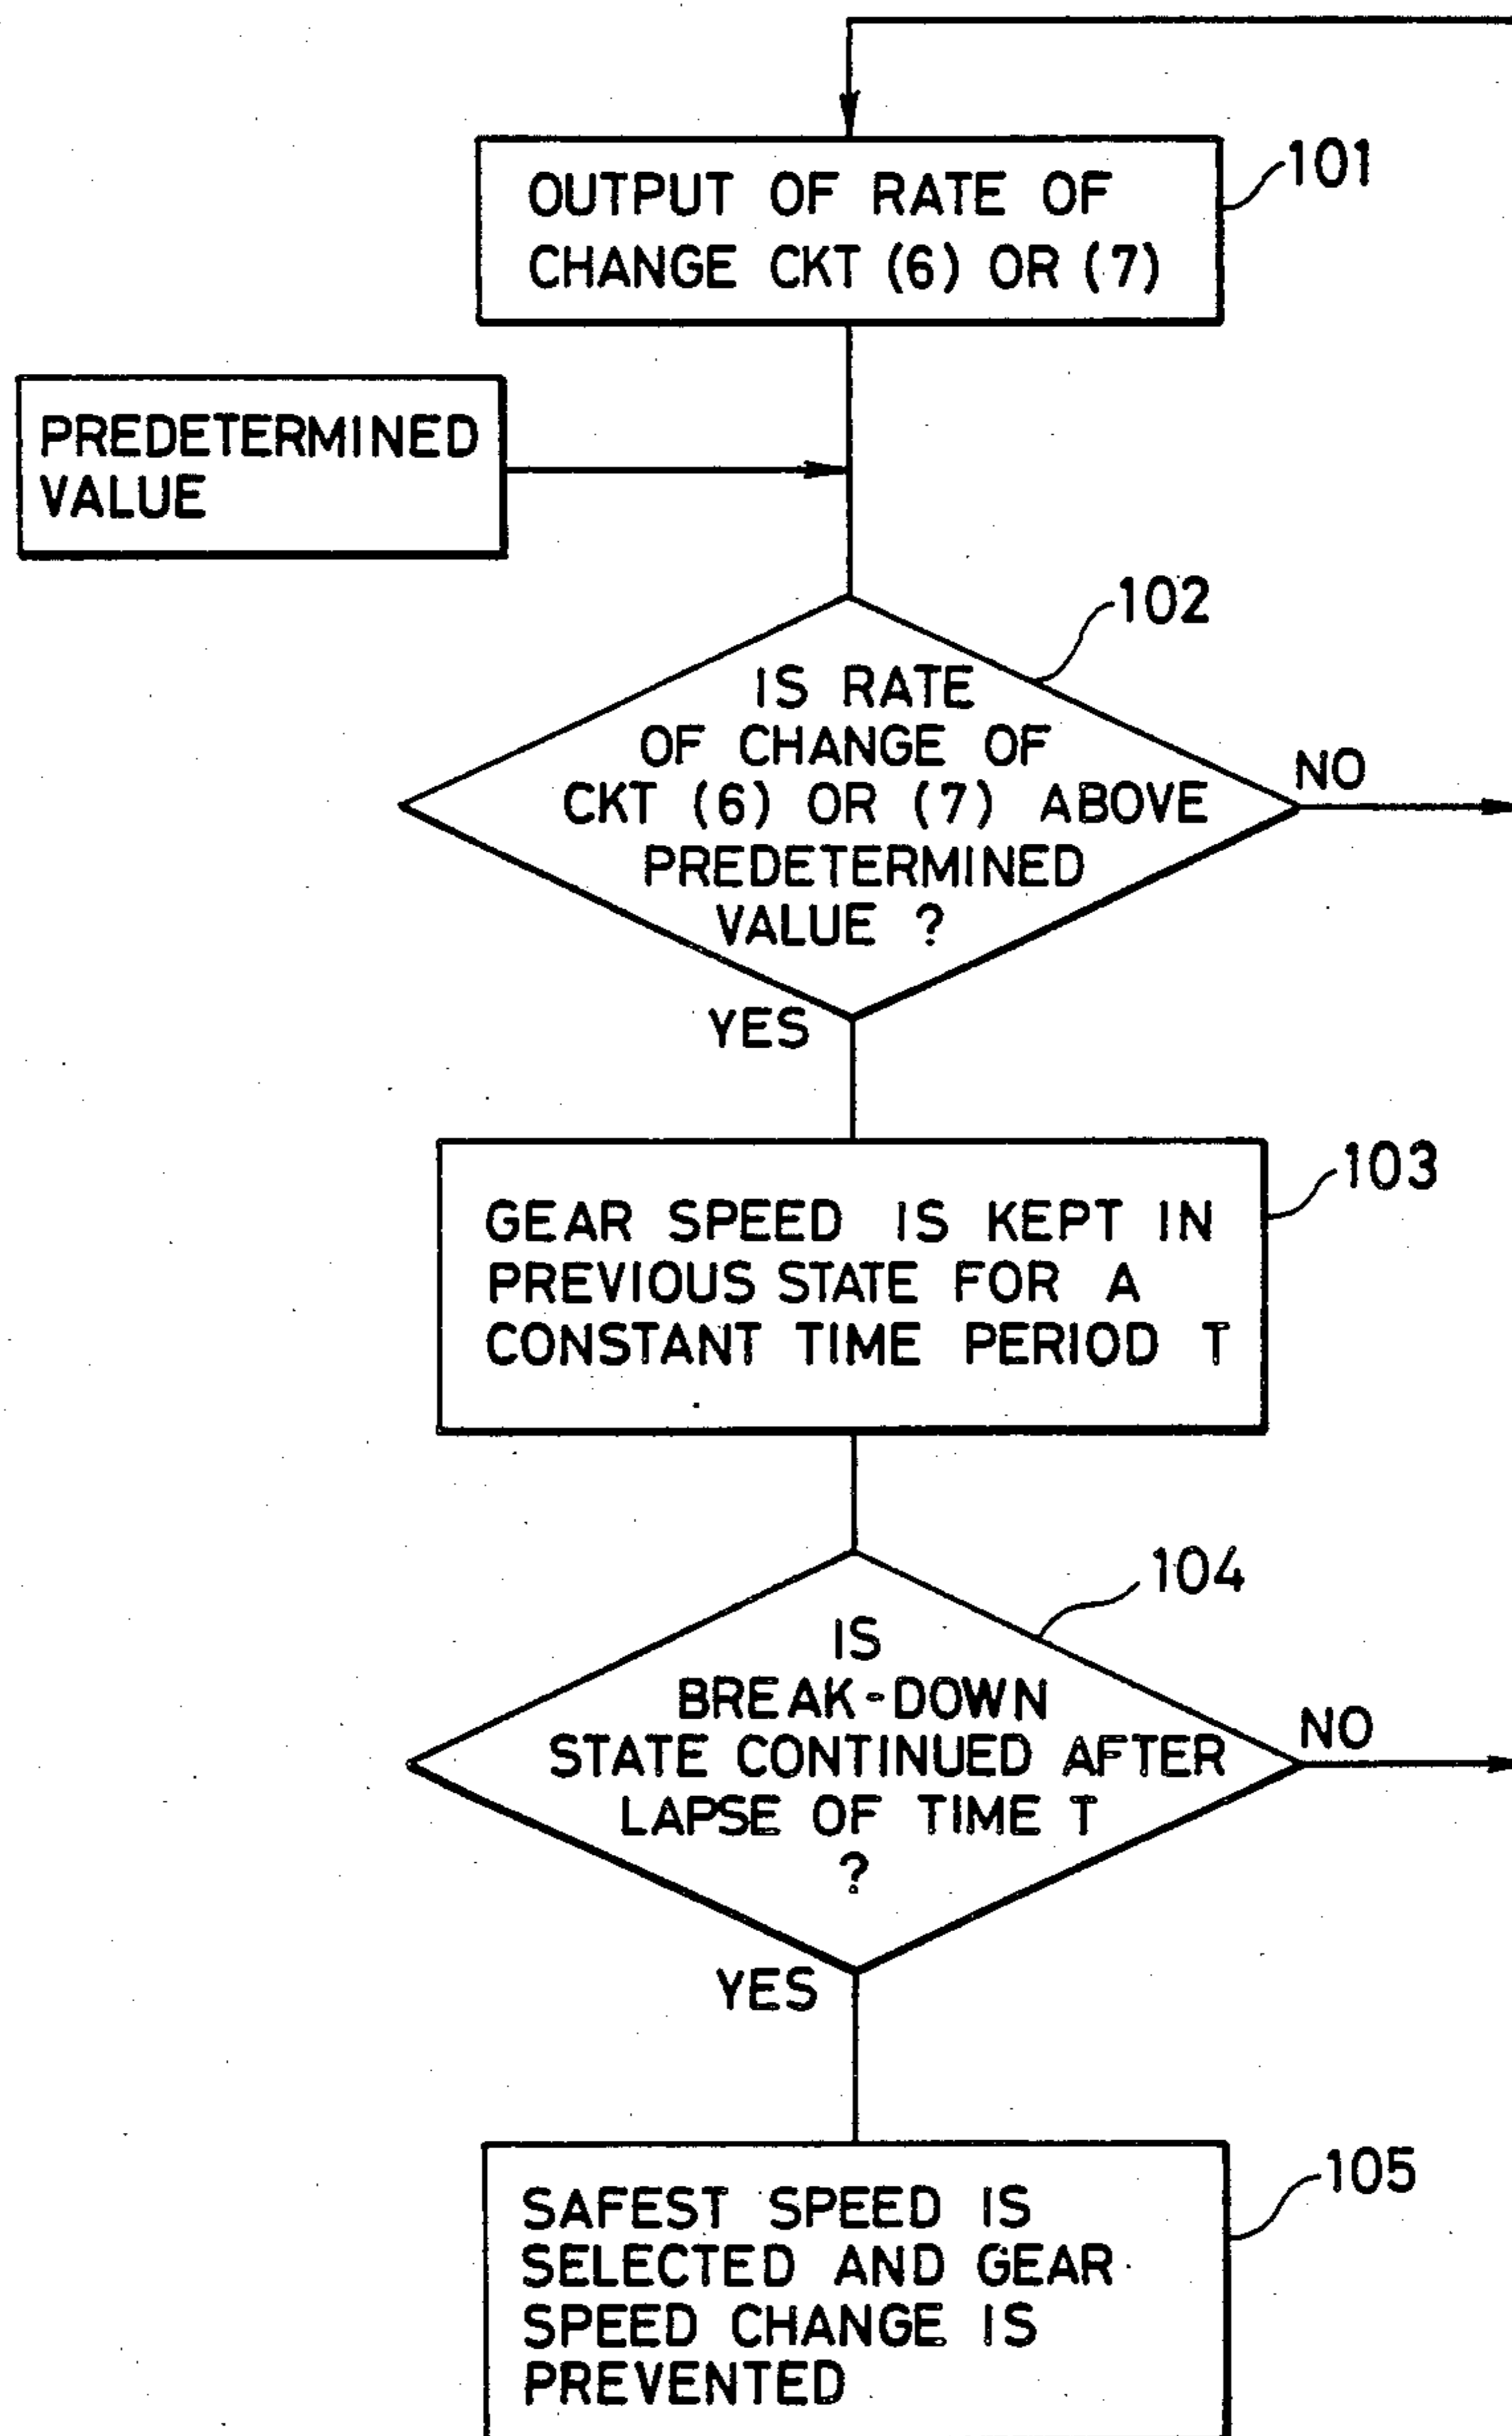 OUTPUT OF RATE OF
CHANGE CKT (6) OR (7)
101
PREDETERMINED
VALUE
102
IS RATE
OF CHANGE OF
CKT (6) OR (7) ABOVE
PREDETERMINED
VALUE ?
NO
YES
103
GEAR SPEED IS KEPT IN
PREVIOUS STATE FOR A
CONSTANT TIME PERIOD T
104
IS
BREAK-DOWN
STATE CONTINUED AFTER
LAPSE OF TIME T
?
NO
YES
105
SAFEST SPEED IS
SELECTED AND GEAR
SPEED CHANGE IS
PREVENTED